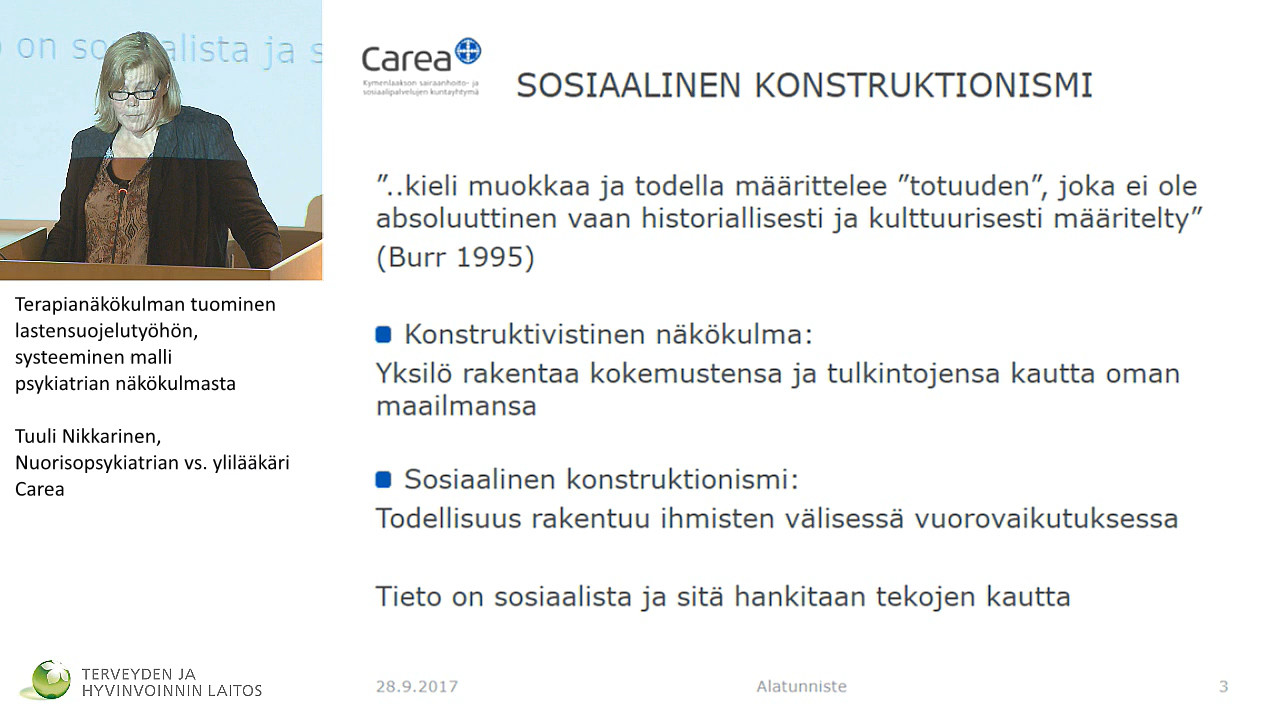 o on sosiaalista ja s
Terapianäkökulman tuominen
lastensuojelutyöhön,
systeeminen malli
psykiatrian näkökulmasta
Tuuli Nikkarinen,
Nuorisopsykiatrian vs. ylilääkäri
Carea
TERVEYDEN JA
HYVINVOINNIN LAITOS
Carea
Kymenlaakson sairaanhoito- ja
sosiaalipalvelujen kuntayhtymä
SOSIAALINEN KONSTRUKTIONISMI
”..kieli muokkaa ja todella määrittelee ”totuuden”, joka ei ole
absoluuttinen vaan historiallisesti ja kulttuurisesti määritelty”
(Burr 1995)
Konstruktivistinen näkökulma:
Yksilö rakentaa kokemustensa ja tulkintojensa kautta oman
maailmansa
Sosiaalinen konstruktionismi:
Todellisuus rakentuu ihmisten välisessä vuorovaikutuksessa
Tieto on sosiaalista ja sitä hankitaan tekojen kautta
28.9.2017
Alatunniste
3